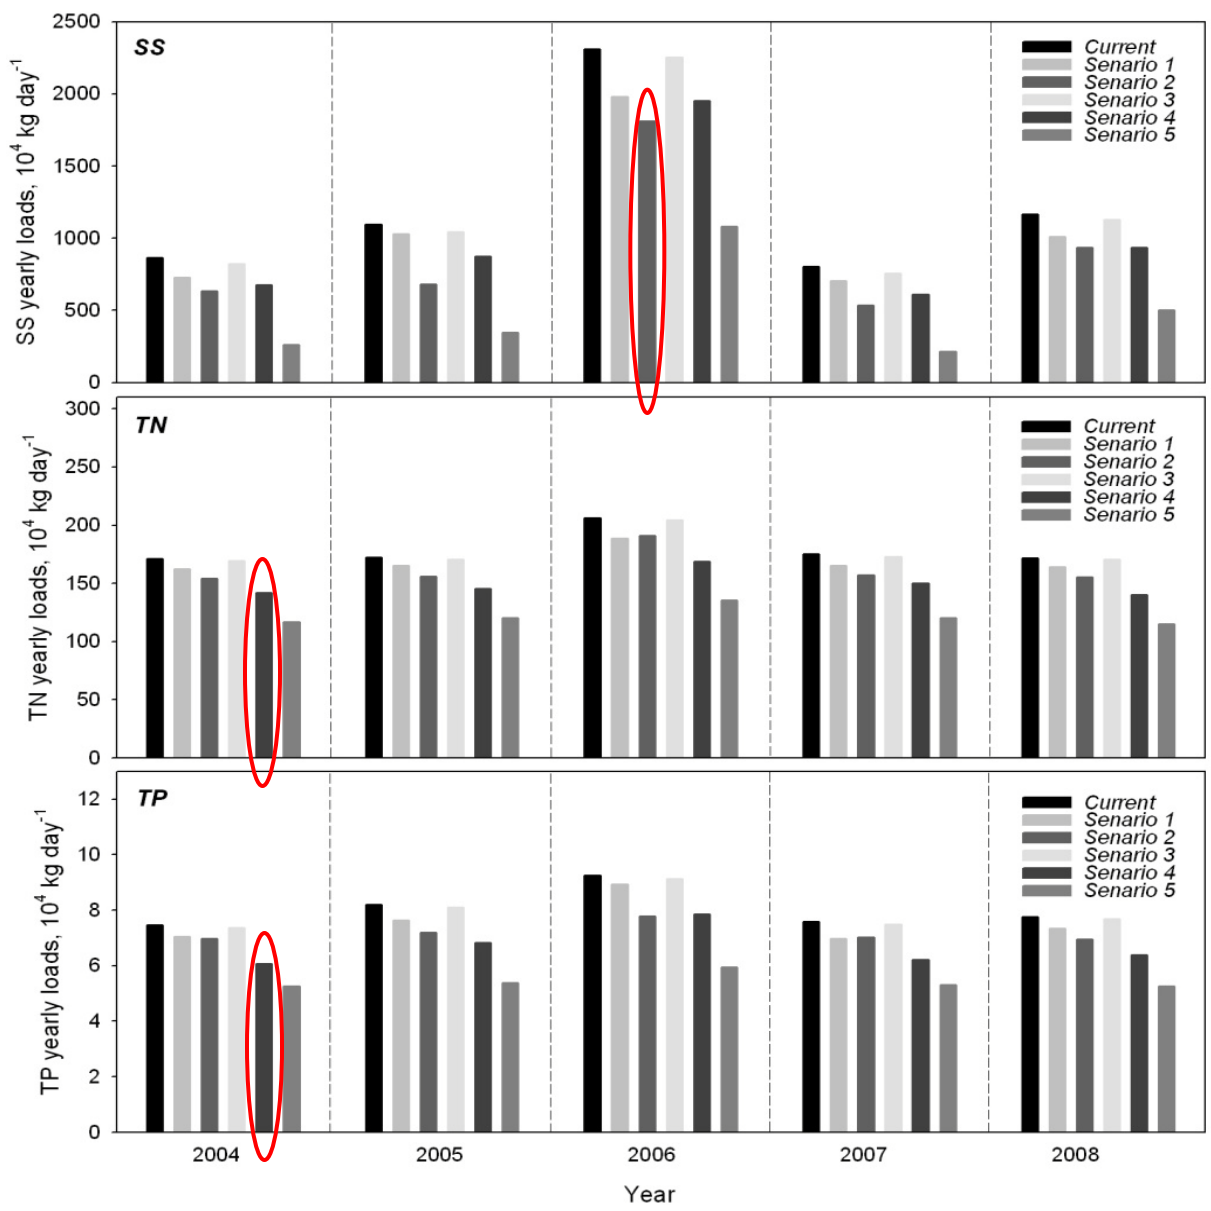 SS
SS yearly loads, 10⁴ kg day⁻¹
2500
2000
1500
1000
500
0
Current
Senario 1
Senario 2
Senario 3
Senario 4
Senario 5
TN
TN yearly loads, 10⁴ kg day⁻¹
300
250
200
150
100
50
0
Current
Senario 1
Senario 2
Senario 3
Senario 4
Senario 5
TP
TP yearly loads, 10⁴ kg day⁻¹
12
10
8
6
4
2
0
Current
Senario 1
Senario 2
Senario 3
Senario 4
Senario 5
2004 2005 2006 2007 2008
Year